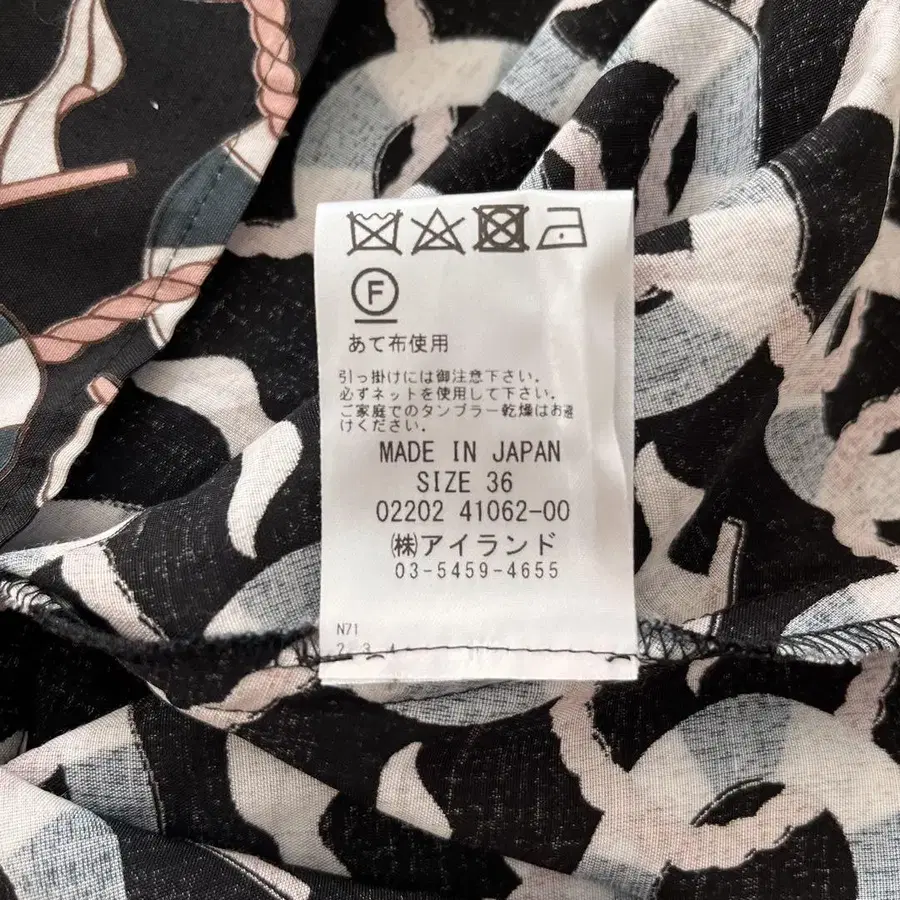 F
あて布使用
引っ掛けには御注意下さい。
必ずネットを使用して下さい。
ご家庭でのタンブラー乾燥はお避
けください。
MADE IN JAPAN
SIZE 36
02202 41062-00
㈱アイランド
03-5459-4655
N71
2 3 4